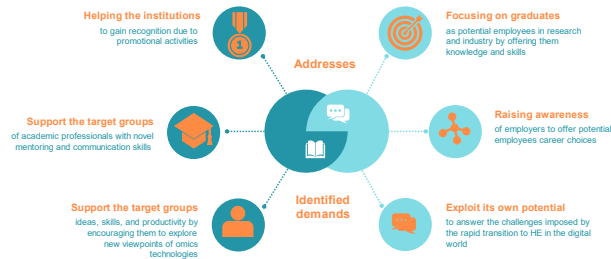 Helping the institutions
to gain recognition due to
promotional activities
1
Support the target groups
of academic professionals with novel
mentoring and communication skills
Support the target groups
ideas, skills, and productivity by
encouraging them to explore
new viewpoints of omics
technologies
Addresses
Identified
demands
Focusing on graduates
as potential employees in research
and industry by offering them
knowledge and skills
Raising awareness
of employers to offer potential
employees career choices
Exploit its own potential
to answer the challenges imposed by
the rapid transition to HE in the digital
world